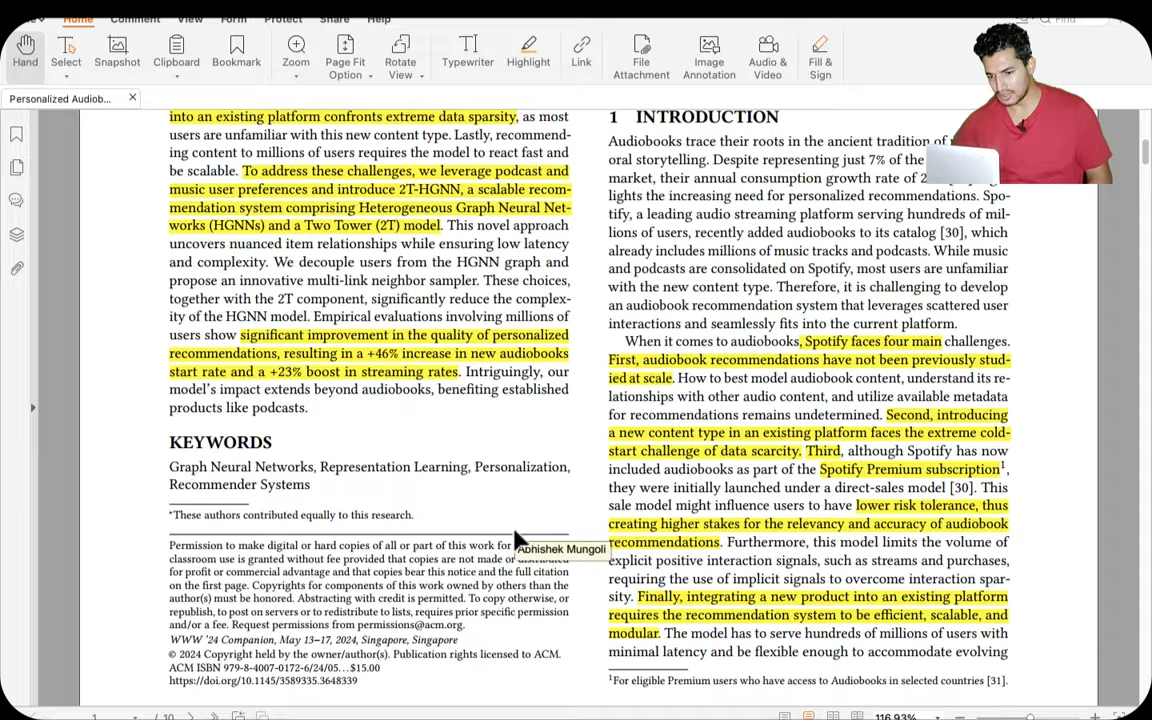 Home Comment View Form Protect Share Help
Find
Hand Select Snapshot Clipboard Bookmark Zoom Page Fit Option Rotate View Typewriter Highlight Link File Attachment Image Annotation Audio & Video Fill & Sign
Personalized Audiob...
into an existing platform confronts extreme data sparsity, as most
users are unfamiliar with this new content type. Lastly, recommend-
ing content to millions of users requires the model to react fast and
be scalable. To address these challenges, we leverage podcast and
music user preferences and introduce 2T-HGNN, a scalable recom-
mendation system comprising Heterogeneous Graph Neural Net-
works (HGNNs) and a Two Tower (2T) model. This novel approach
uncovers nuanced item relationships while ensuring low latency
and complexity. We decouple users from the HGNN graph and
propose an innovative multi-link neighbor sampler. These choices,
together with the 2T component, significantly reduce the complex-
ity of the HGNN model. Empirical evaluations involving millions of
users show significant improvement in the quality of personalized
recommendations, resulting in a +46% increase in new audiobooks
start rate and a +23% boost in streaming rates. Intriguingly, our
model's impact extends beyond audiobooks, benefiting established
products like podcasts.
KEYWORDS
Graph Neural Networks, Representation Learning, Personalization,
Recommender Systems
*These authors contributed equally to this research.
Permission to make digital or hard copies of all or part of this work for
Abhishek Mungoli
classroom use is granted without fee provided that copies are not made or distributed
for profit or commercial advantage and that copies bear this notice and the full citation
on the first page. Copyrights for components of this work owned by others than the
author(s) must be honored. Abstracting with credit is permitted. To copy otherwise, or
republish, to post on servers or to redistribute to lists, requires prior specific permission
and/or a fee. Request permissions from permissions@acm.org.
WWW '24 Companion, May 13–17, 2024, Singapore, Singapore
© 2024 Copyright held by the owner/author(s). Publication rights licensed to ACM.
ACM ISBN 979-8-4007-0172-6/24/05...$15.00
https://doi.org/10.1145/3589335.3648339
1 INTRODUCTION
Audiobooks trace their roots in the ancient tradition of
oral storytelling. Despite representing just 7% of the
market, their annual consumption growth rate of 2
lights the increasing need for personalized recommendations. Spo-
tify, a leading audio streaming platform serving hundreds of mil-
lions of users, recently added audiobooks to its catalog [30], which
already includes millions of music tracks and podcasts. While music
and podcasts are consolidated on Spotify, most users are unfamiliar
with the new content type. Therefore, it is challenging to develop
an audiobook recommendation system that leverages scattered user
interactions and seamlessly fits into the current platform.
When it comes to audiobooks, Spotify faces four main challenges.
First, audiobook recommendations have not been previously stud-
ied at scale. How to best model audiobook content, understand its re-
lationships with other audio content, and utilize available metadata
for recommendations remains undetermined. Second, introducing
a new content type in an existing platform faces the extreme cold-
start challenge of data scarcity. Third, although Spotify has now
included audiobooks as part of the Spotify Premium subscription1,
they were initially launched under a direct-sales model [30]. This
sale model might influence users to have lower risk tolerance, thus
creating higher stakes for the relevancy and accuracy of audiobook
recommendations. Furthermore, this model limits the volume of
explicit positive interaction signals, such as streams and purchases,
requiring the use of implicit signals to overcome interaction spar-
sity. Finally, integrating a new product into an existing platform
requires the recommendation system to be efficient, scalable, and
modular. The model has to serve hundreds of millions of users with
minimal latency and be flexible enough to accommodate evolving
1For eligible Premium users who have access to Audiobooks in selected countries [31].
1 / 10
116.93%